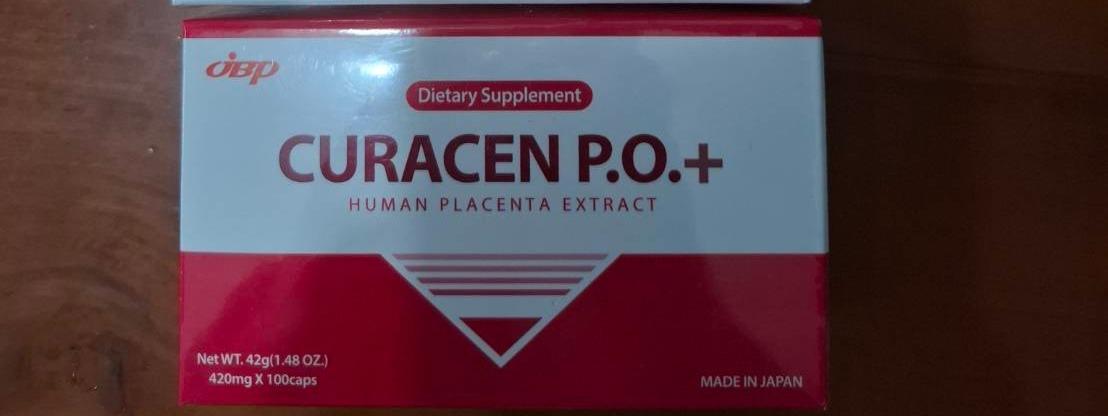 JBP
Dietary Supplement
CURACEN P.O.+
HUMAN PLACENTA EXTRACT
Net WT. 42g(1.48 OZ.)
420mg X 100caps
MADE IN JAPAN